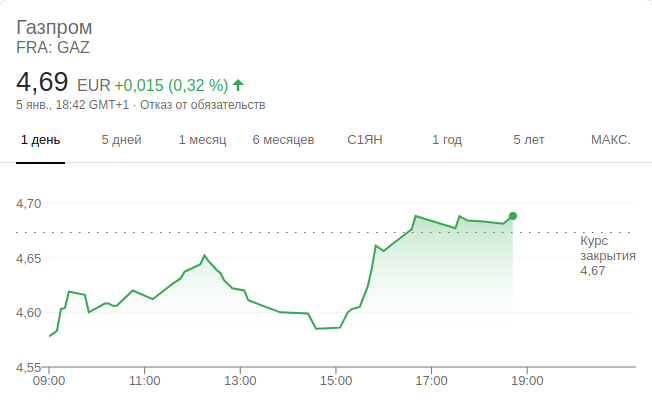 Газпром
FRA: GAZ
4,69 EUR +0,015 (0,32 %)
5 янв., 18:42 GMT+1 · Отказ от обязательств
1 день 5 дней 1 месяц 6 месяцев С1ЯН 1 год 5 лет МАКС.
4,70
4,65
4,60
4,55
Курс
закрытия
4,67
09:00 11:00 13:00 15:00 17:00 19:00